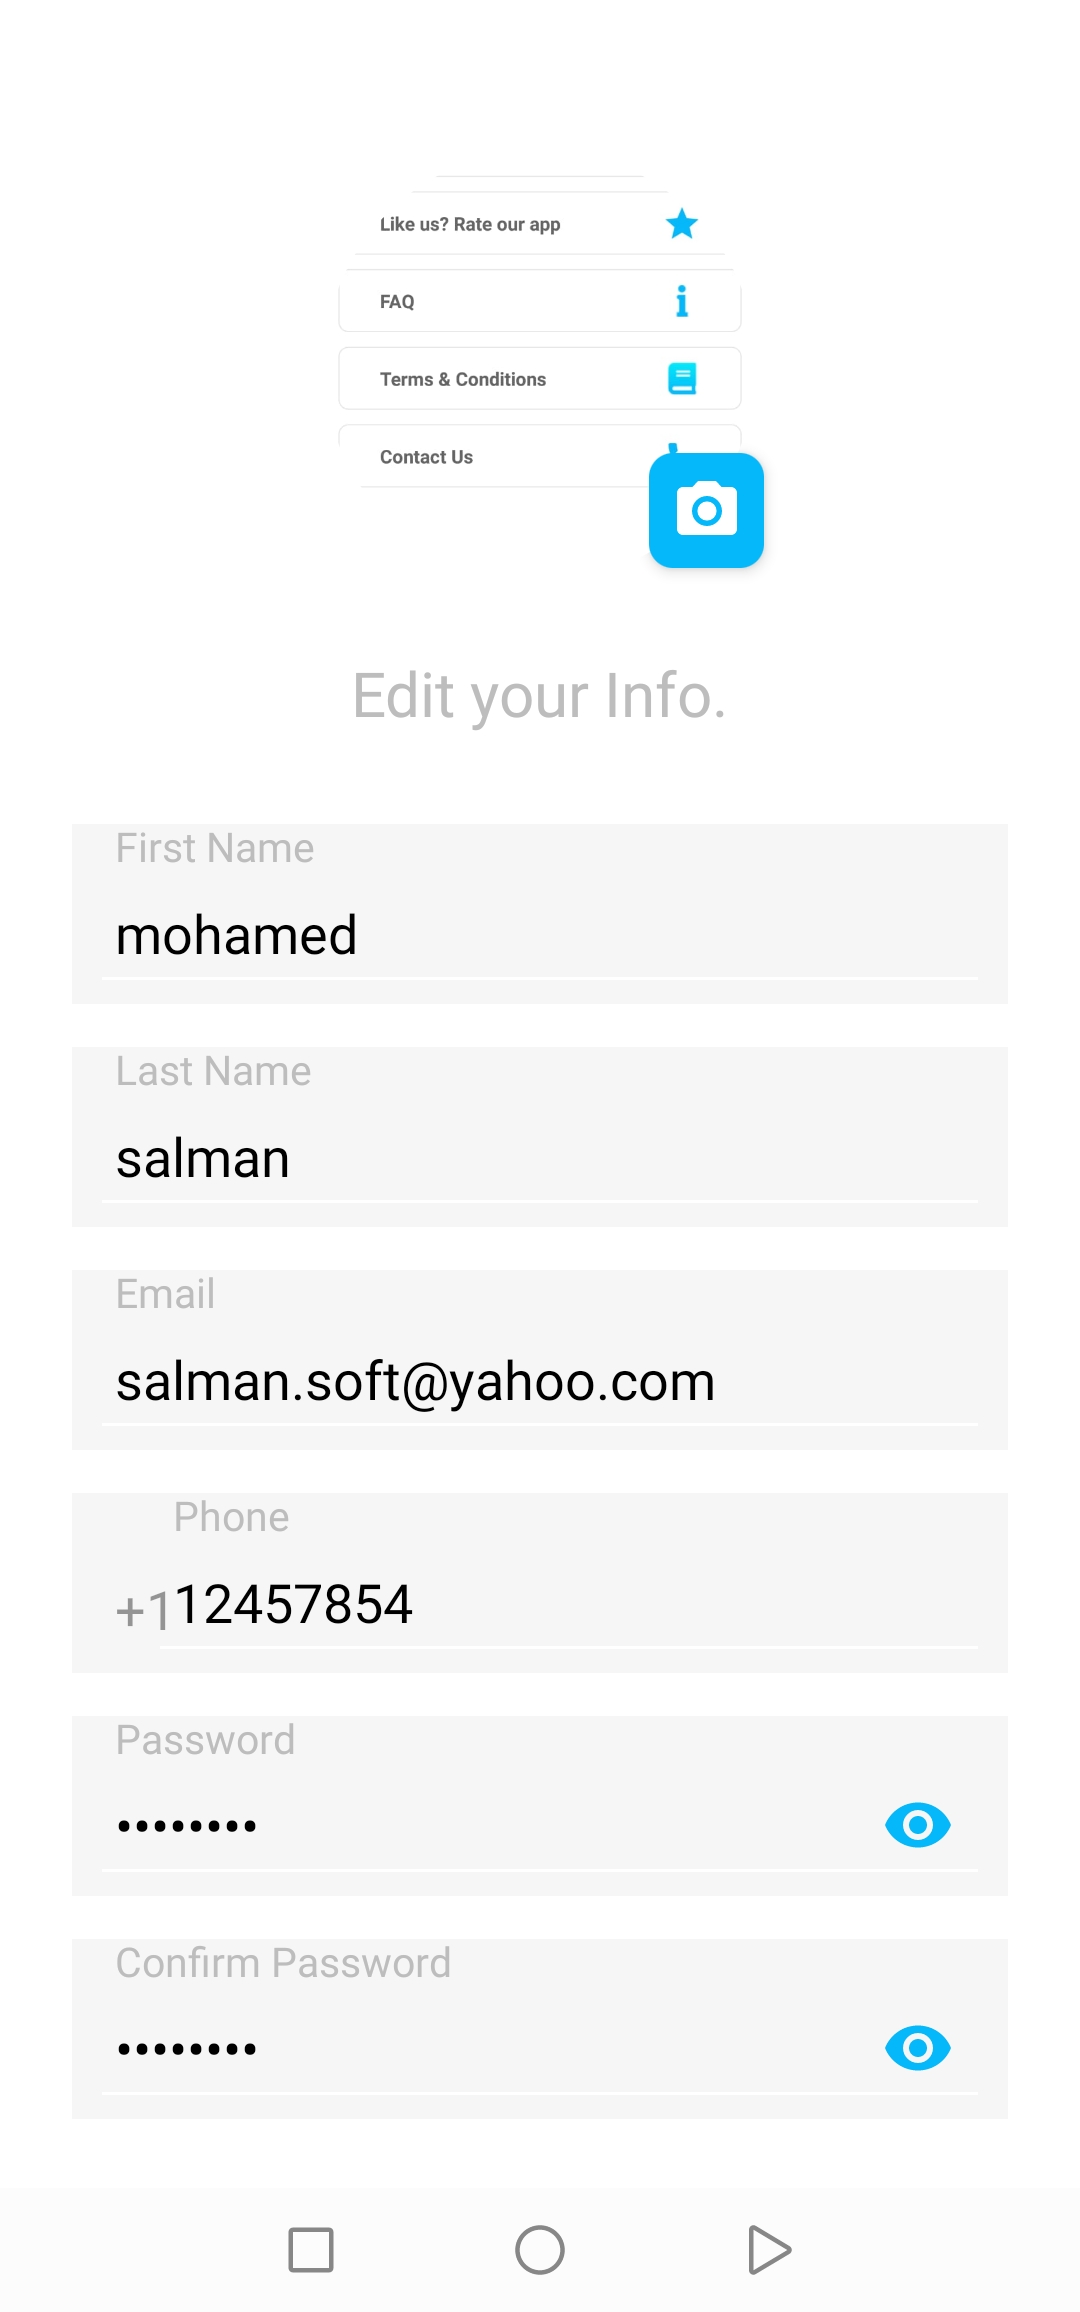 Like us? Rate our app
FAQ
Terms & Conditions
Contact Us
Edit your Info.
First Name
mohamed
Last Name
salman
Email
salman.soft@yahoo.com
Phone
+112457854
Password
••••••••
Confirm Password
••••••••